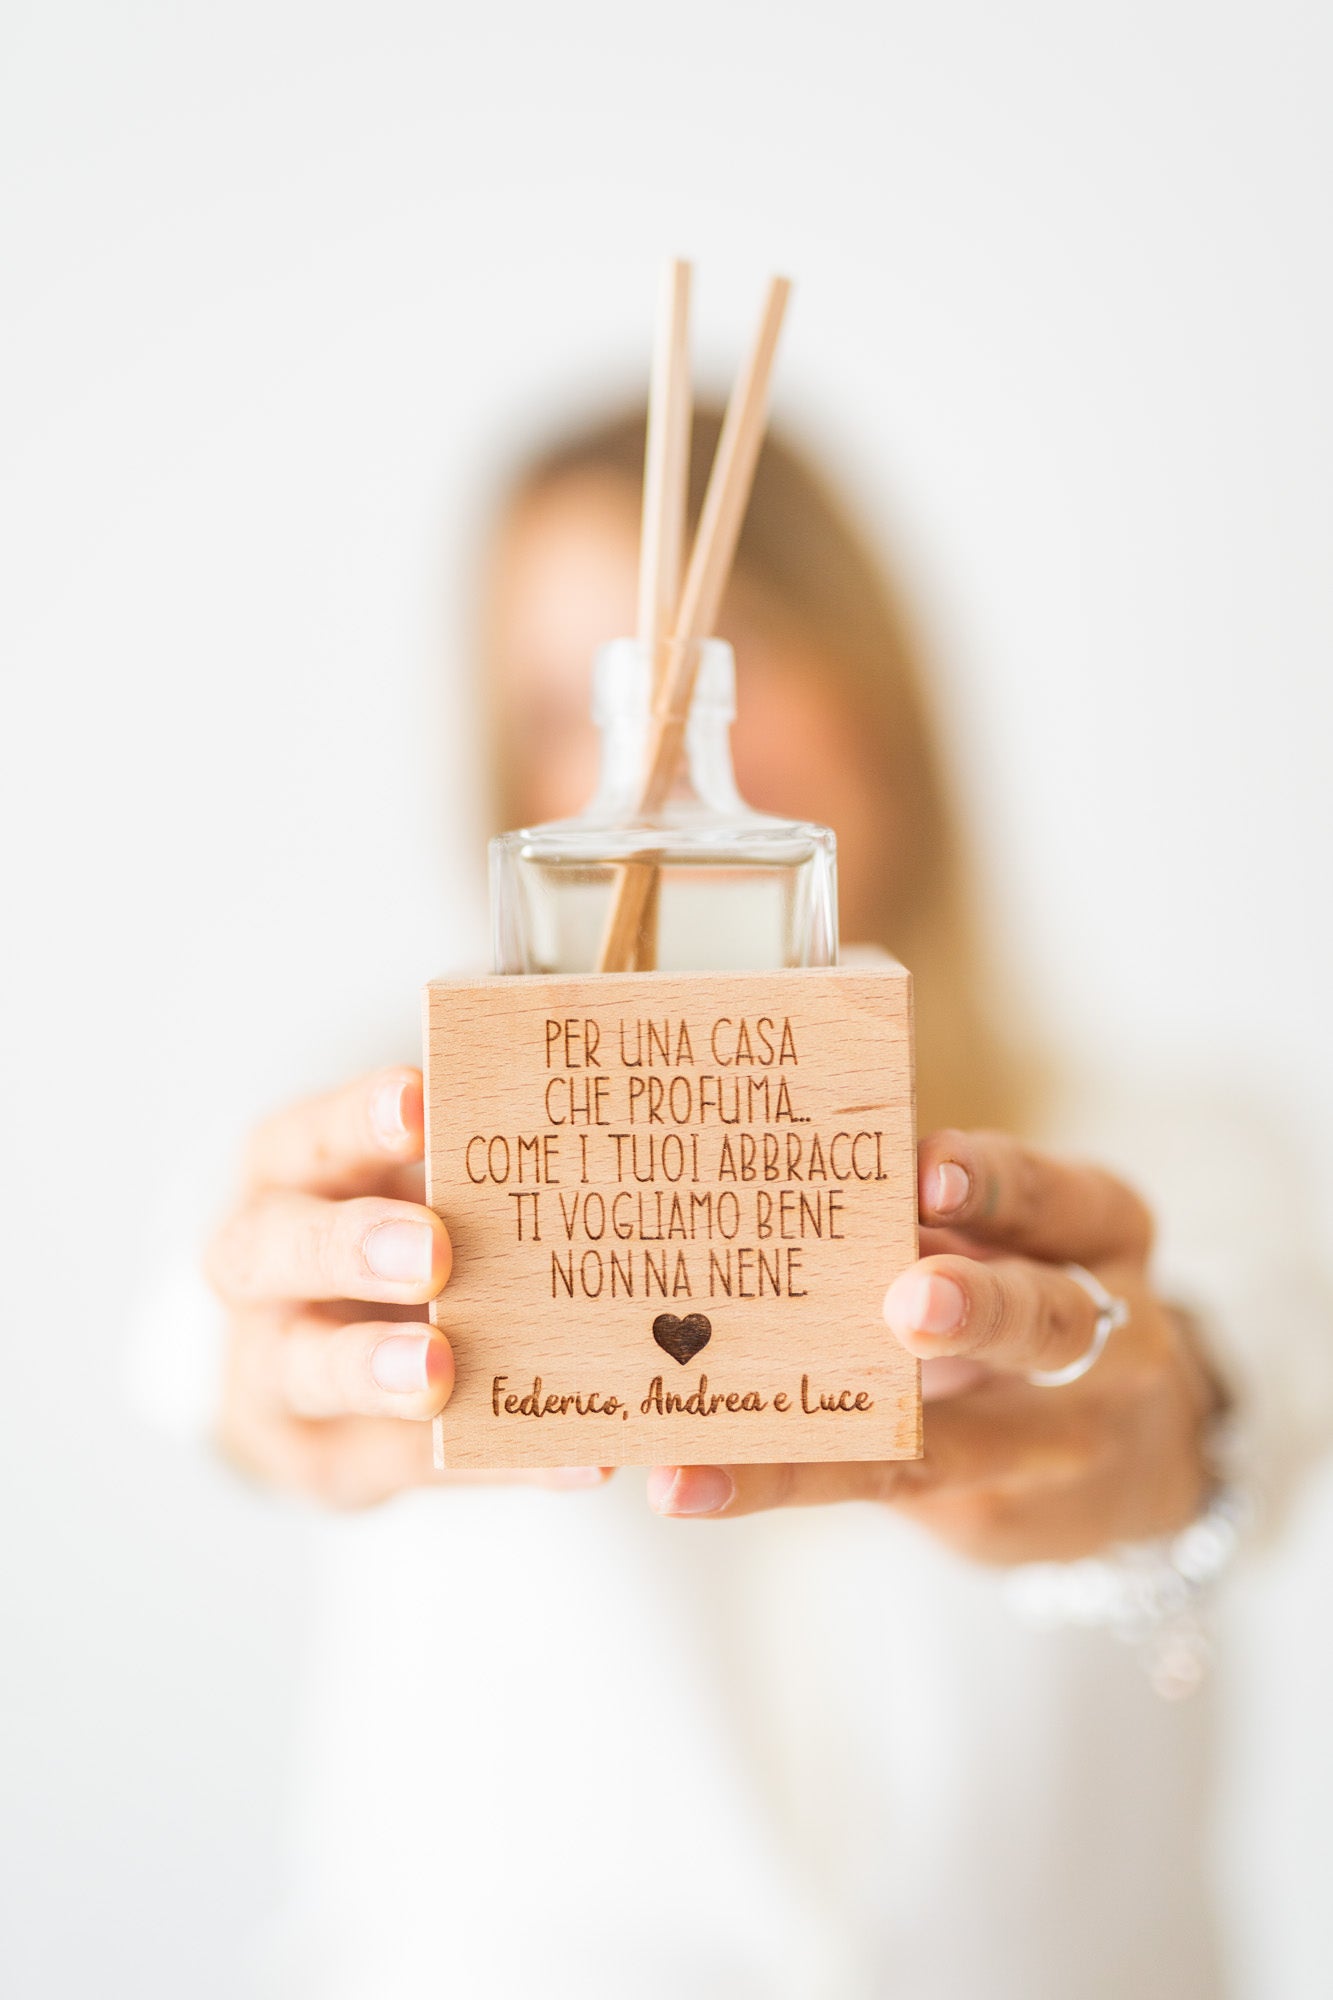 PER UNA CASA
CHE PROFUMA...
COME I TUOI ABBRACCI.
TI VOGLIAMO BENE
NONNA NENE.
Federico, Andrea e Luce